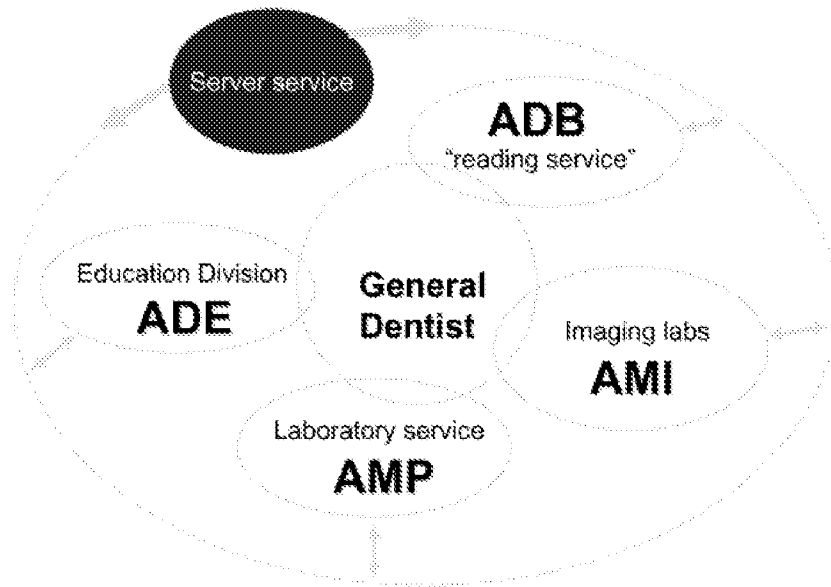 Server service
ADB
"reading service"
Education Division
ADE
General
Dentist
Imaging labs
AMI
Laboratory service
AMP